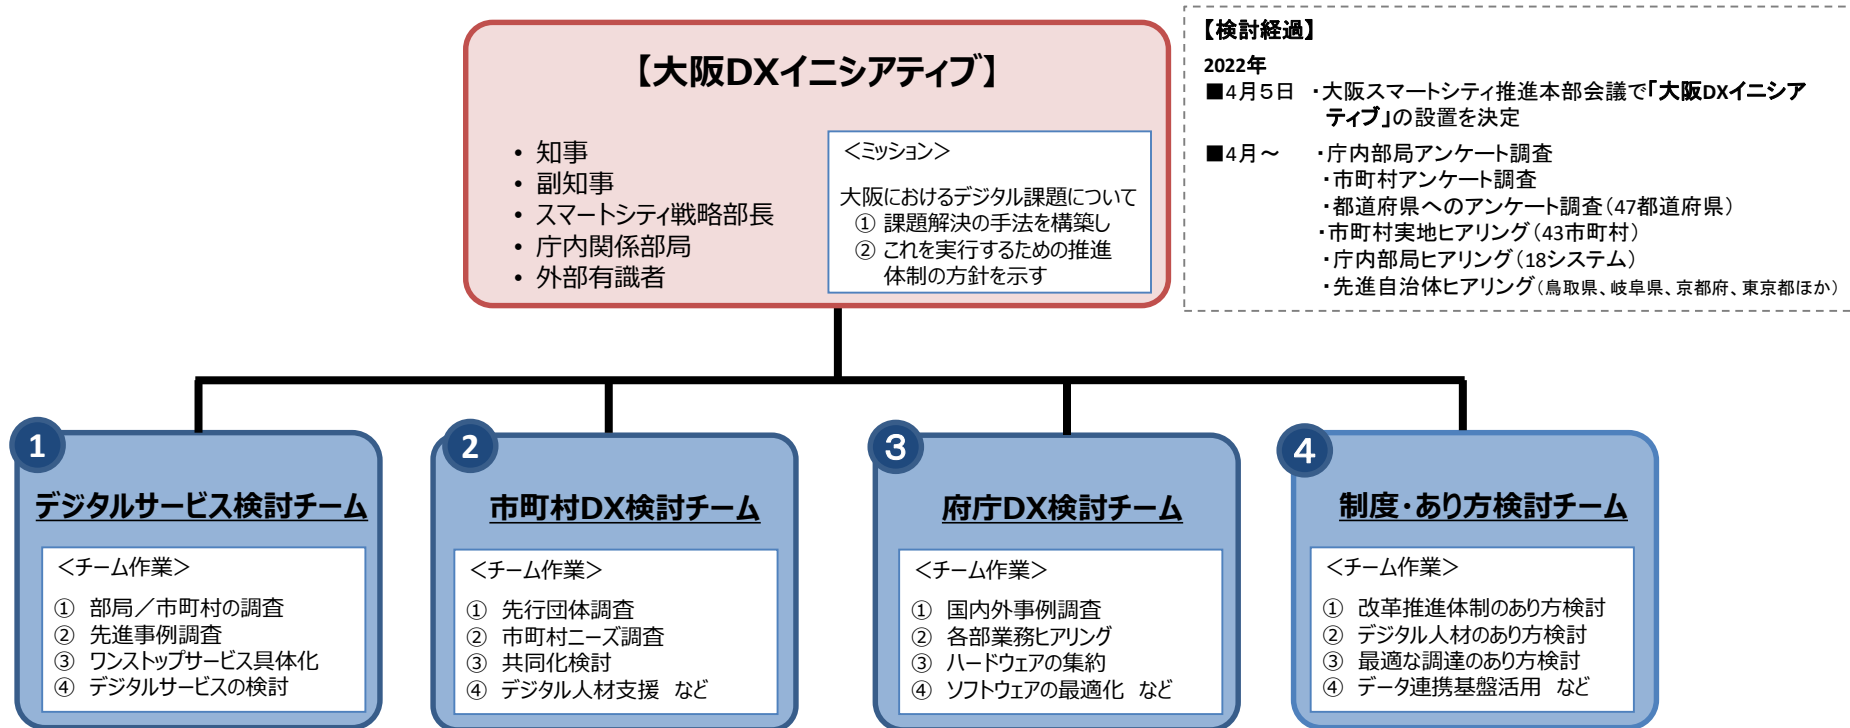 【大阪DXイニシアティブ】
• 知事
• 副知事
• スマートシティ戦略部長
• 庁内関係部局
• 外部有識者
＜ミッション＞
大阪におけるデジタル課題について
① 課題解決の手法を構築し
② これを実行するための推進
体制の方針を示す
【検討経過】
2022年
■4月５日 ・大阪スマートシティ推進本部会議で「大阪DXイニシア
ティブ」の設置を決定
■4月～ ・庁内部局アンケート調査
・市町村アンケート調査
・都道府県へのアンケート調査（47都道府県）
・市町村実地ヒアリング（43市町村）
・庁内部局ヒアリング（18システム）
・先進自治体ヒアリング（鳥取県、岐阜県、京都府、東京都ほか）
1
デジタルサービス検討チーム
＜チーム作業＞
① 部局／市町村の調査
② 先進事例調査
③ ワンストップサービス具体化
④ デジタルサービスの検討
2
市町村DX検討チーム
＜チーム作業＞
① 先行団体調査
② 市町村ニーズ調査
③ 共同化検討
④ デジタル人材支援 など
３
府庁DX検討チーム
＜チーム作業＞
① 国内外事例調査
② 各部業務ヒアリング
③ ハードウェアの集約
④ ソフトウェアの最適化 など
４
制度・あり方検討チーム
＜チーム作業＞
① 改革推進体制のあり方検討
② デジタル人材のあり方検討
③ 最適な調達のあり方検討
④ データ連携基盤活用 など